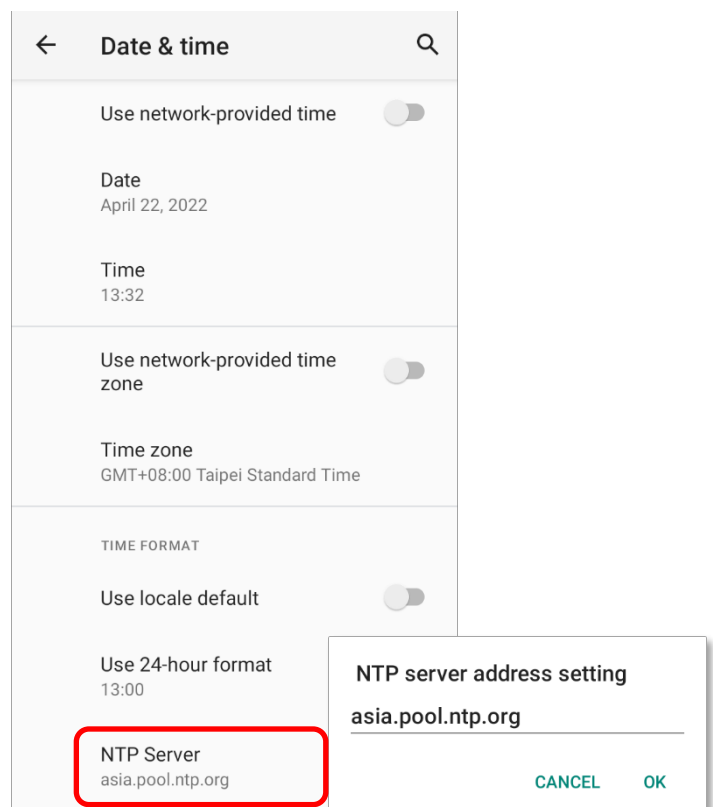 Date & time
Use network-provided time
Date
April 22, 2022
Time
13:32
Use network-provided time
zone
Time zone
GMT+08:00 Taipei Standard Time
TIME FORMAT
Use locale default
Use 24-hour format
13:00
NTP Server
asia.pool.ntp.org
NTP server address setting
asia.pool.ntp.org
CANCEL OK